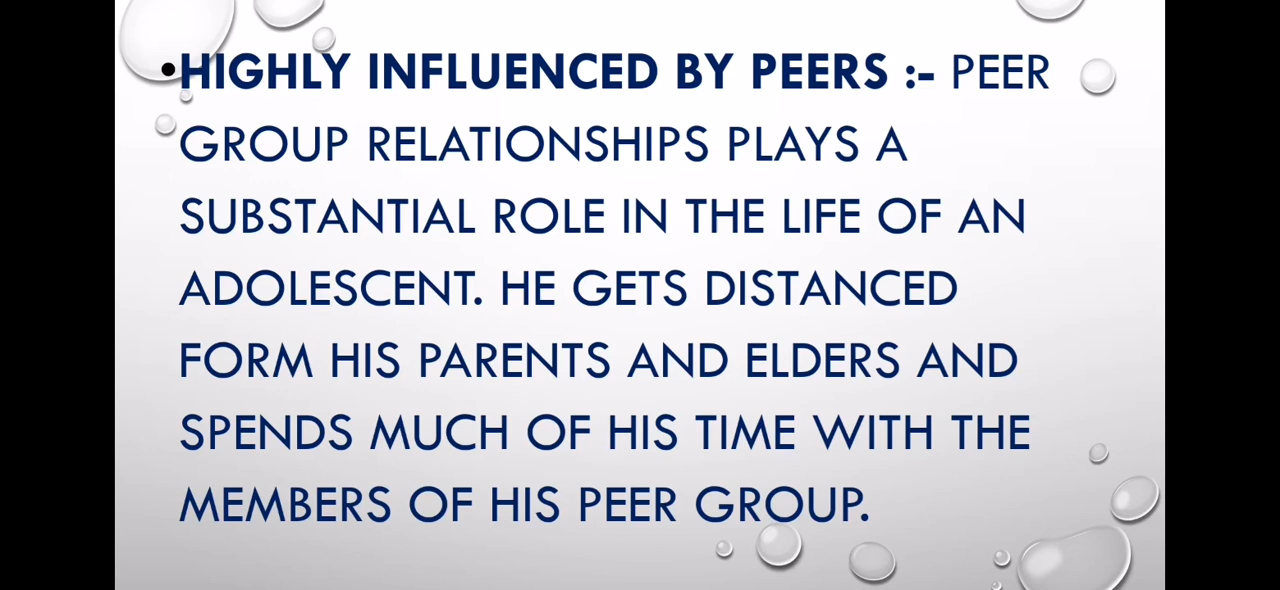 •HIGHLY INFLUENCED BY PEERS :- PEER
GROUP RELATIONSHIPS PLAYS A
SUBSTANTIAL ROLE IN THE LIFE OF AN
ADOLESCENT. HE GETS DISTANCED
FORM HIS PARENTS AND ELDERS AND
SPENDS MUCH OF HIS TIME WITH THE
MEMBERS OF HIS PEER GROUP.